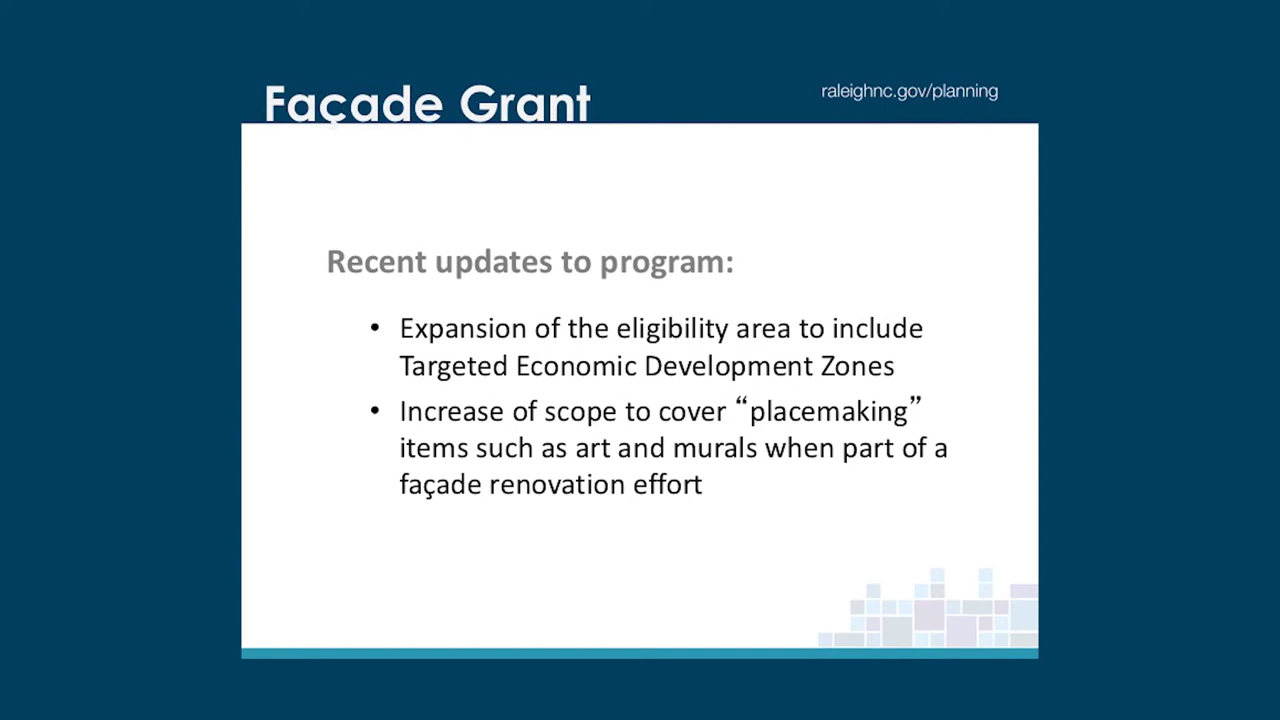 Façade Grant
raleighnc.gov/planning
Recent updates to program:
• Expansion of the eligibility area to include
Targeted Economic Development Zones
• Increase of scope to cover “placemaking”
items such as art and murals when part of a
façade renovation effort